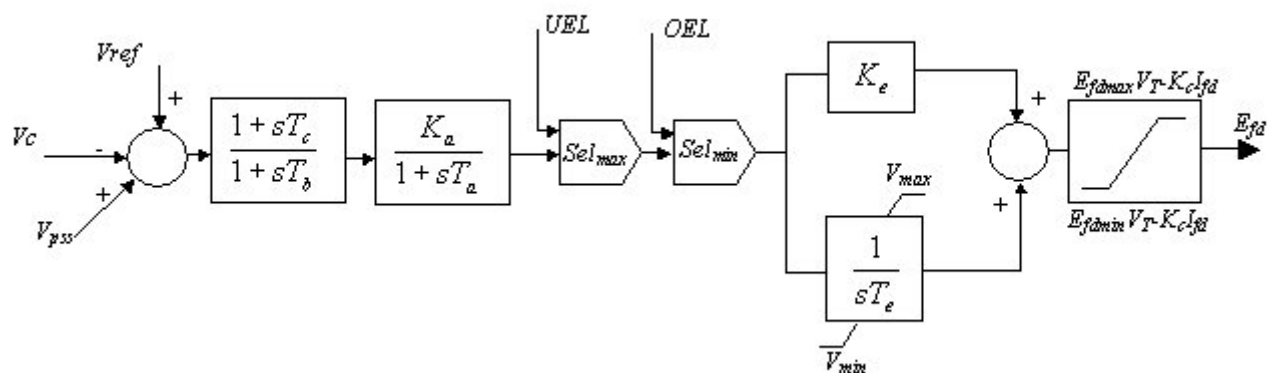 Vref
+
Vc
-
+
Vpss
1 + sTc
1 + sTb
Ka
1 + sTa
UEL
Selmax
OEL
Selmin
Ke
+
Vmax
1
sTe
Vmin
+
EfdmaxVT-KcIfd
EfdminVT-KcIfd
Efd